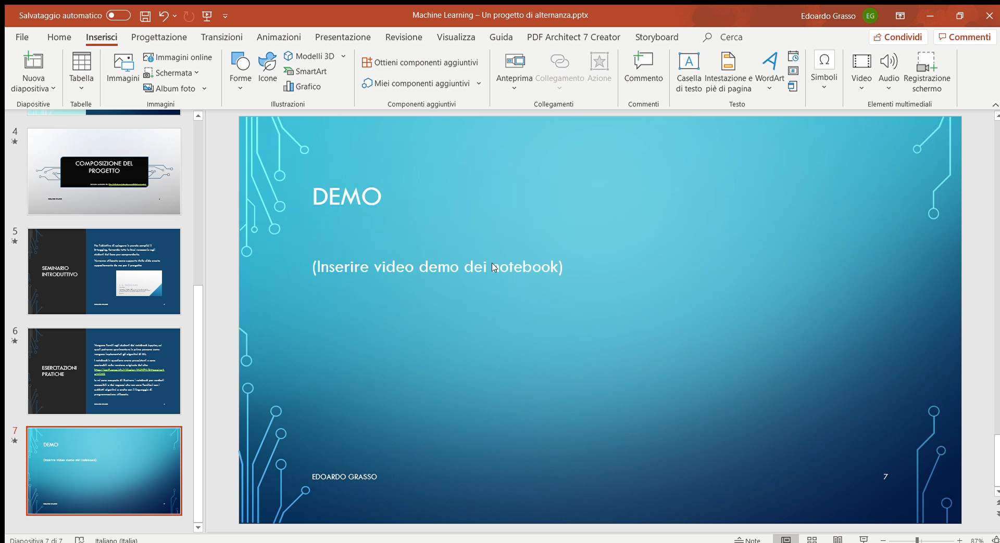 Salvataggio automatico
Machine Learning – Un progetto di alternanza.pptx
Edoardo Grasso
EG
File
Home
Inserisci
Progettazione
Transizioni
Animazioni
Presentazione
Revisione
Visualizza
Guida
PDF Architect 7 Creator
Storyboard
Cerca
Condividi
Commenti
Nuova
diapositiva
Diapositive
Tabella
Tabelle
Immagini
Immagini online
Schermata
Album foto
Immagini
Forme
Icone
Modelli 3D
SmartArt
Grafico
Illustrazioni
Ottieni componenti aggiuntivi
Miei componenti aggiuntivi
Componenti aggiuntivi
Anteprima
Collegamento
Azione
Collegamenti
Commento
Commenti
Casella
di testo
Intestazione e
piè di pagina
WordArt
Testo
Simboli
Video
Audio
Registrazione
schermo
Elementi multimediali
4
COMPOSIZIONE DEL
PROGETTO
5
SEMINARIO
INTRODUTTIVO
6
ESERCITAZIONI
PRATICHE
7
DEMO
(Inserire video demo dei notebook)
DEMO
(Inserire video demo dei notebook)
EDOARDO GRASSO
7
Diapositiva 7 di 7
Italiano (Italia)
Note
87%